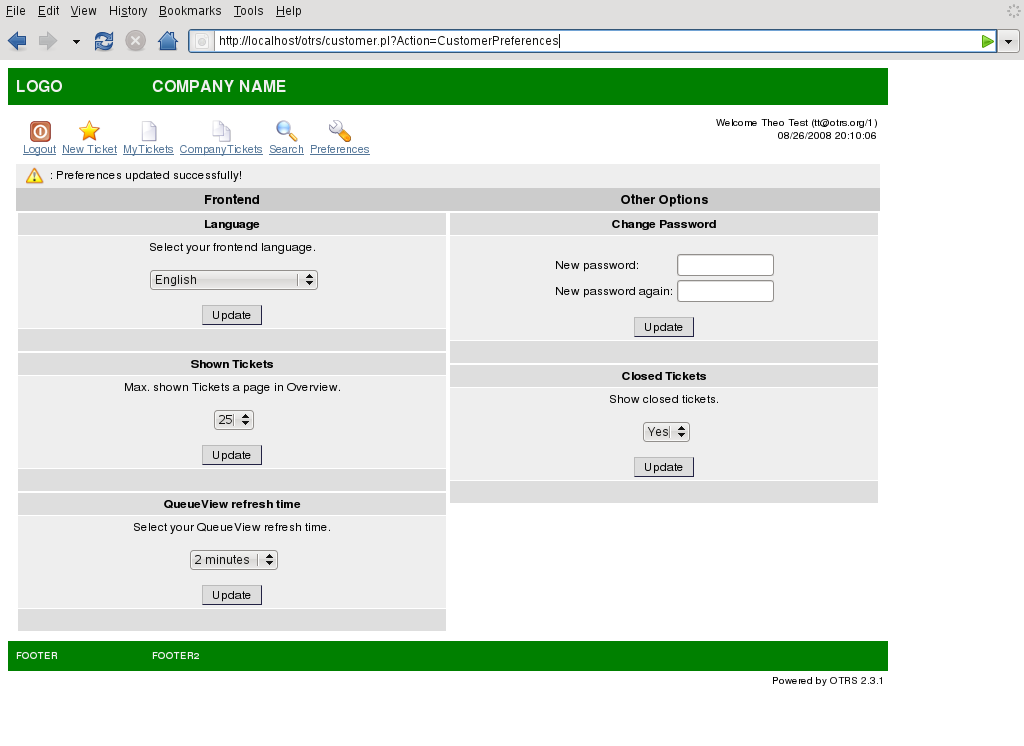 File Edit View History Bookmarks Tools Help
http://localhost/otrs/customer.pl?Action=CustomerPreferences
LOGO COMPANY NAME
Welcome Theo Test (tt@otrs.org/1)
08/26/2008 20:10:06
Logout New Ticket MyTickets CompanyTickets Search Preferences
: Preferences updated successfully!
Frontend
Language
Select your frontend language.
English
Update
Shown Tickets
Max. shown Tickets a page in Overview.
25
Update
QueueView refresh time
Select your QueueView refresh time.
2 minutes
Update
Other Options
Change Password
New password:
New password again:
Update
Closed Tickets
Show closed tickets.
Yes
Update
FOOTER FOOTER2
Powered by OTRS 2.3.1